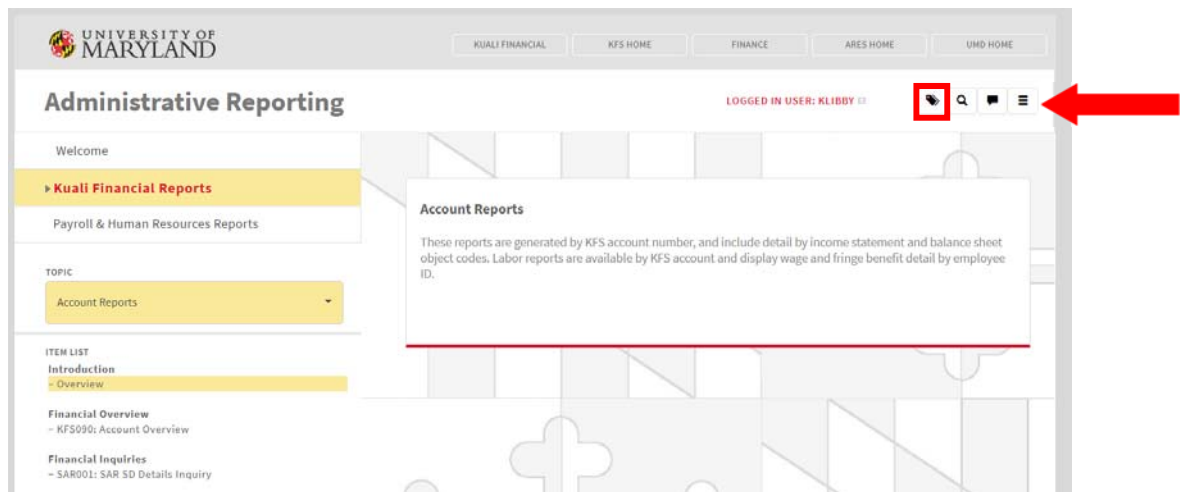 UNIVERSITY OF
MARYLAND
KUALI FINANCIAL
KFS HOME
FINANCE
ARES HOME
UMD HOME
Administrative Reporting
LOGGED IN USER: KLIBBY
Welcome
Kuali Financial Reports
Payroll & Human Resources Reports
TOPIC
Account Reports
ITEM LIST
Introduction
– Overview
Financial Overview
– KFS090: Account Overview
Financial Inquiries
– SAR001: SAR SD Details Inquiry
Account Reports
These reports are generated by KFS account number, and include detail by income statement and balance sheet
object codes. Labor reports are available by KFS account and display wage and fringe benefit detail by employee
ID.